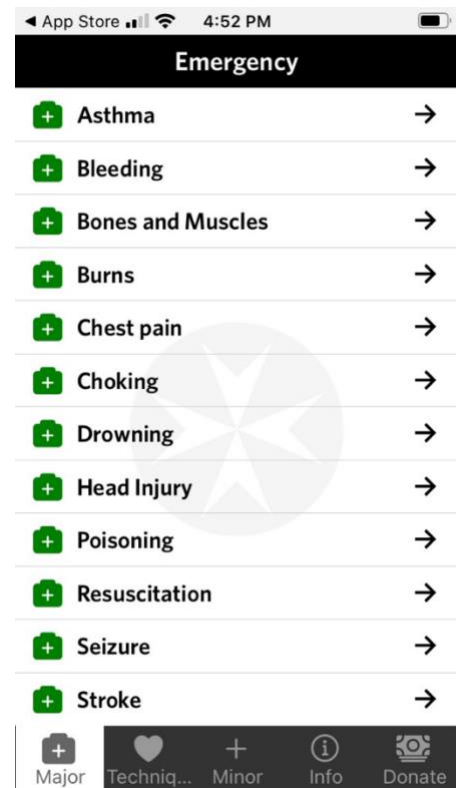 ◀ App Store 4:52 PM
Emergency
Asthma
Bleeding
Bones and Muscles
Burns
Chest pain
Choking
Drowning
Head Injury
Poisoning
Resuscitation
Seizure
Stroke
Major Techniq... Minor Info Donate